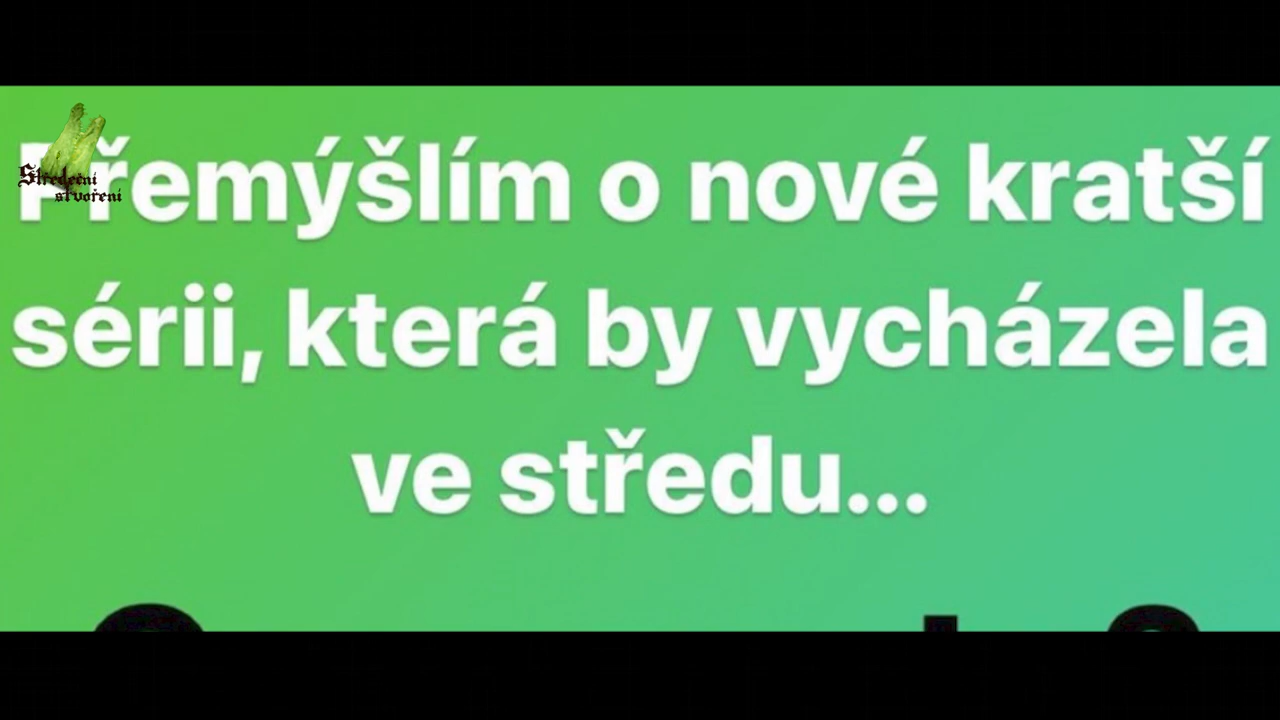 Středeční
stvoření
Přemýšlím o nové kratší
sérii, která by vycházela
ve středu...